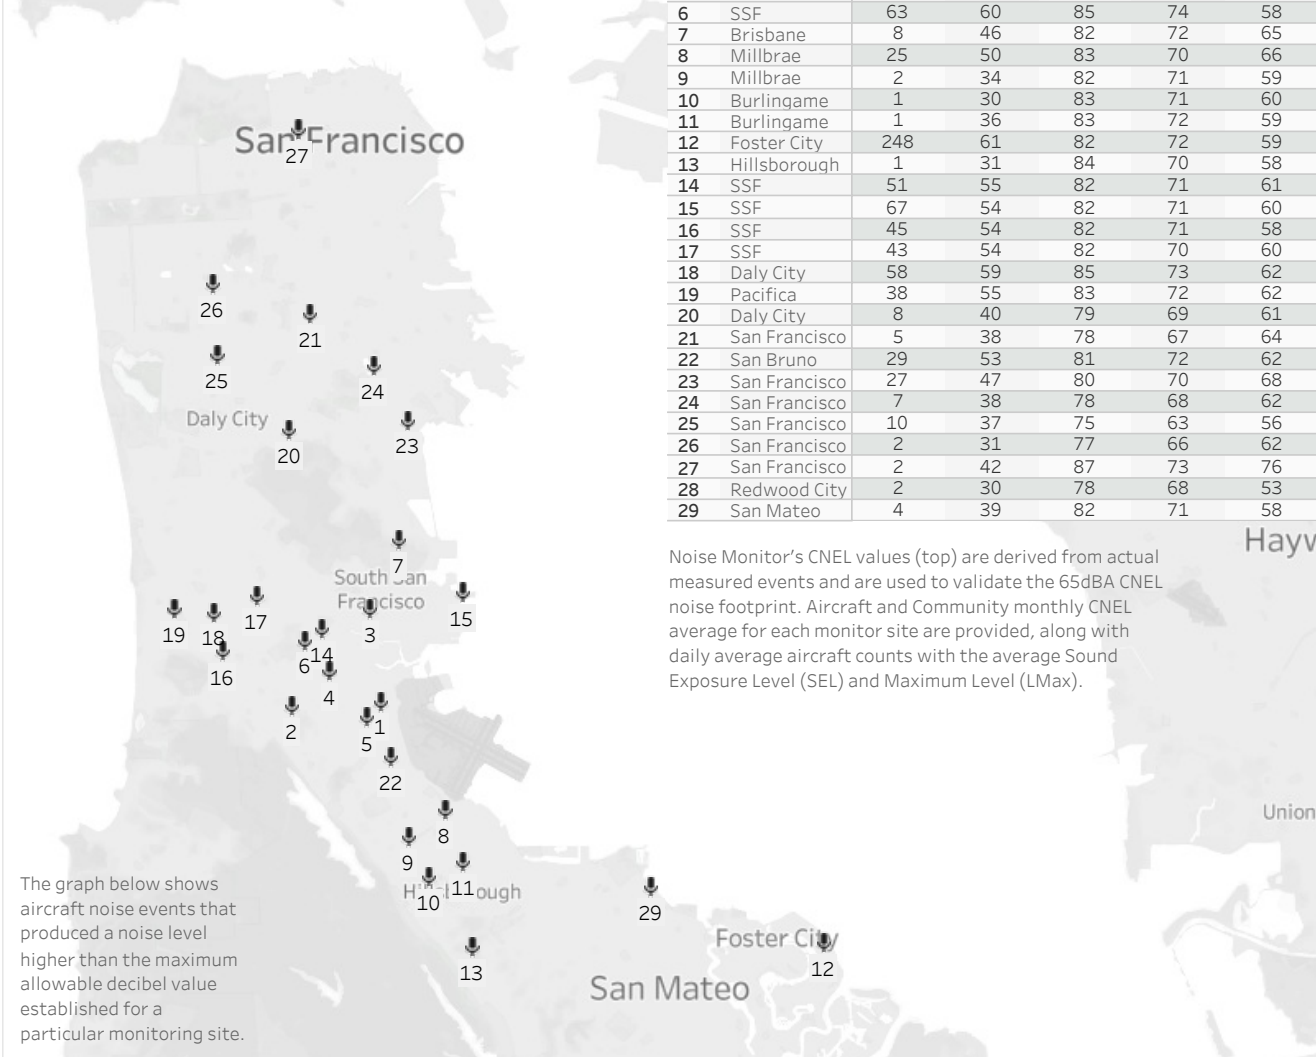 6 SSF 63 60 85 74 58
7 Brisbane 8 46 82 72 65
8 Millbrae 25 50 83 70 66
9 Millbrae 2 34 82 71 59
10 Burlingame 1 30 83 71 60
11 Burlingame 1 36 83 72 59
12 Foster City 248 61 82 72 59
13 Hillsborough 1 31 84 70 58
14 SSF 51 55 82 71 61
15 SSF 67 54 82 71 60
16 SSF 45 54 82 71 58
17 SSF 43 54 82 70 60
18 Daly City 58 59 85 73 62
19 Pacifica 38 55 83 72 62
20 Daly City 8 40 79 69 61
21 San Francisco 5 38 78 67 64
22 San Bruno 29 53 81 72 62
23 San Francisco 27 47 80 70 68
24 San Francisco 7 38 78 68 62
25 San Francisco 10 37 75 63 56
26 San Francisco 2 31 77 66 62
27 San Francisco 2 42 87 73 76
28 Redwood City 2 30 78 68 53
29 San Mateo 4 39 82 71 58
Noise Monitor's CNEL values (top) are derived from actual
measured events and are used to validate the 65dBA CNEL
noise footprint. Aircraft and Community monthly CNEL
average for each monitor site are provided, along with
daily average aircraft counts with the average Sound
Exposure Level (SEL) and Maximum Level (LMax).
San Francisco
27
26
21
25
24
Daly City
20
23
7
South San
Francisco
19
18
17
3
15
6
14
16
4
2
5
1
22
8
9
Hillsborough
10
11
29
13
Foster City
12
San Mateo
Hayw
Union
The graph below shows
aircraft noise events that
produced a noise level
higher than the maximum
allowable decibel value
established for a
particular monitoring site.